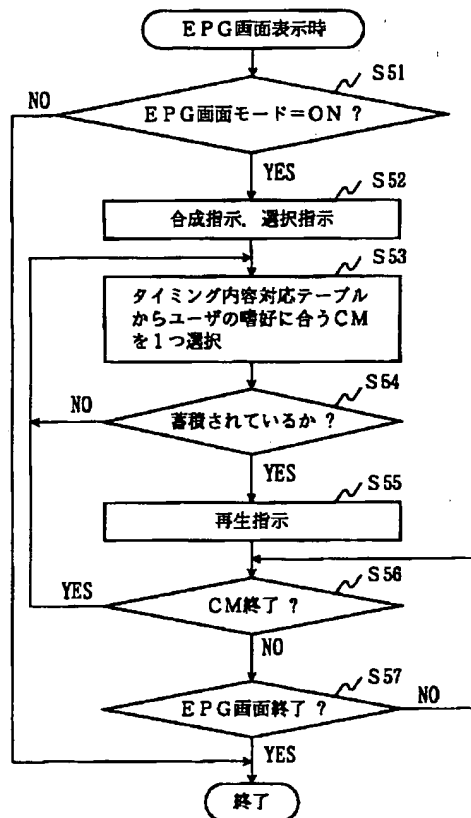 EPG画面表示時
S51
NO
EPG画面モード=ON ?
YES
S52
合成指示, 選択指示
S53
タイミング内容対応テーブル
からユーザの嗜好に合うCM
を1つ選択
S54
NO
蓄積されているか ?
YES
S55
再生指示
S56
YES
CM終了 ?
NO
S57
EPG画面終了 ?
NO
YES
終了